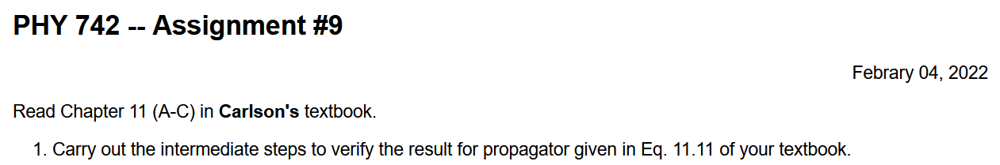 PHY 742 -- Assignment #9
Febrary 04, 2022
Read Chapter 11 (A-C) in Carlson's textbook.
1. Carry out the intermediate steps to verify the result for propagator given in Eq. 11.11 of your textbook.